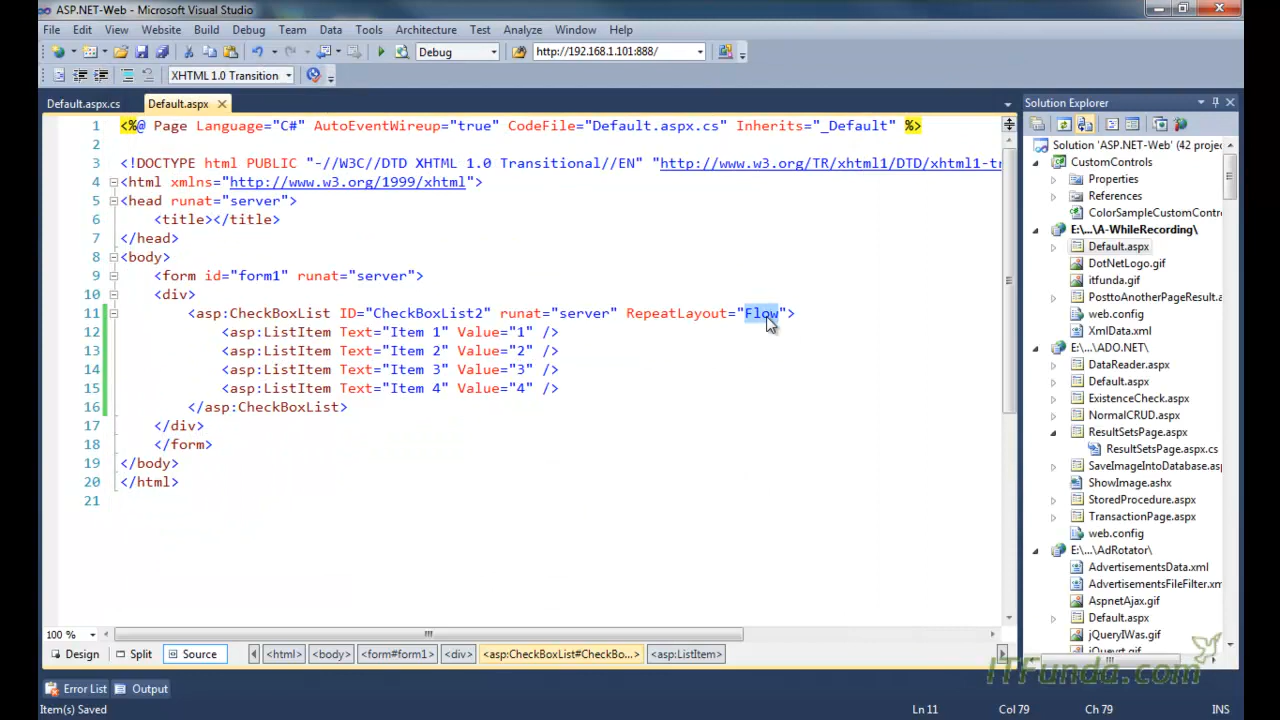 ASP.NET-Web - Microsoft Visual Studio
File Edit View Website Build Debug Team Data Tools Architecture Test Analyze Window Help
Debug http://192.168.1.101:888/
XHTML 1.0 Transition
Default.aspx.cs Default.aspx
Solution Explorer
1 <%@ Page Language="C#" AutoEventWireup="true" CodeFile="Default.aspx.cs" Inherits="_Default" %>
2
3 <!DOCTYPE html PUBLIC "-//W3C//DTD XHTML 1.0 Transitional//EN" "http://www.w3.org/TR/xhtml1/DTD/xhtml1-tr
4 <html xmlns="http://www.w3.org/1999/xhtml">
5 <head runat="server">
6 <title></title>
7 </head>
8 <body>
9 <form id="form1" runat="server">
10 <div>
11 <asp:CheckBoxList ID="CheckBoxList2" runat="server" RepeatLayout="Flow">
12 <asp:ListItem Text="Item 1" Value="1" />
13 <asp:ListItem Text="Item 2" Value="2" />
14 <asp:ListItem Text="Item 3" Value="3" />
15 <asp:ListItem Text="Item 4" Value="4" />
16 </asp:CheckBoxList>
17 </div>
18 </form>
19 </body>
20 </html>
21
Solution 'ASP.NET-Web' (42 projec
CustomControls
Properties
References
ColorSampleCustomContr
E:\...\A-WhileRecording\
Default.aspx
DotNetLogo.gif
itfunda.gif
PosttoAnotherPageResult.a
web.config
XmlData.xml
E:\...\ADO.NET\
DataReader.aspx
Default.aspx
ExistenceCheck.aspx
NormalCRUD.aspx
ResultSetsPage.aspx
ResultSetsPage.aspx.cs
SaveImageIntoDatabase.asp
ShowImage.ashx
StoredProcedure.aspx
TransactionPage.aspx
web.config
E:\...\AdRotator\
AdvertisementsData.xml
AdvertisementsFileFilter.xm
AspnetAjax.gif
Default.aspx
jQueryIWas.gif
100 %
Design Split Source <html> <body> <form#form1> <div> <asp:CheckBoxList#CheckBo...> <asp:ListItem>
ITFunda.com
Error List Output
Item(s) Saved Ln 11 Col 79 Ch 79 INS